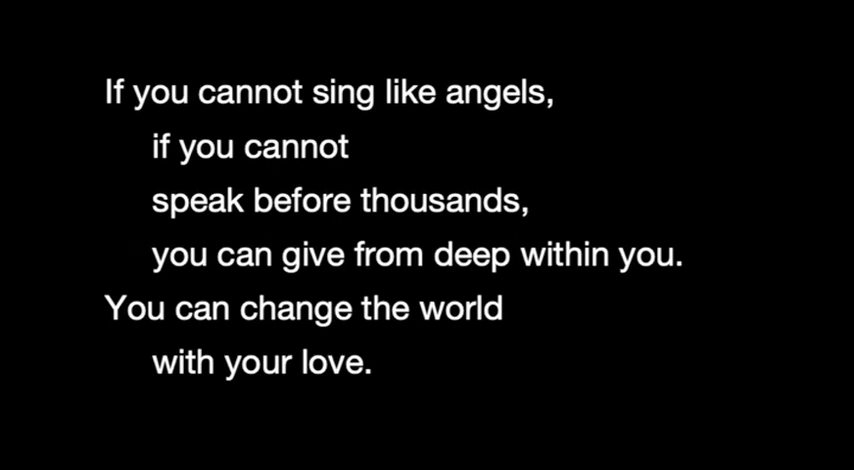 If you cannot sing like angels,
if you cannot
speak before thousands,
you can give from deep within you.
You can change the world
with your love.